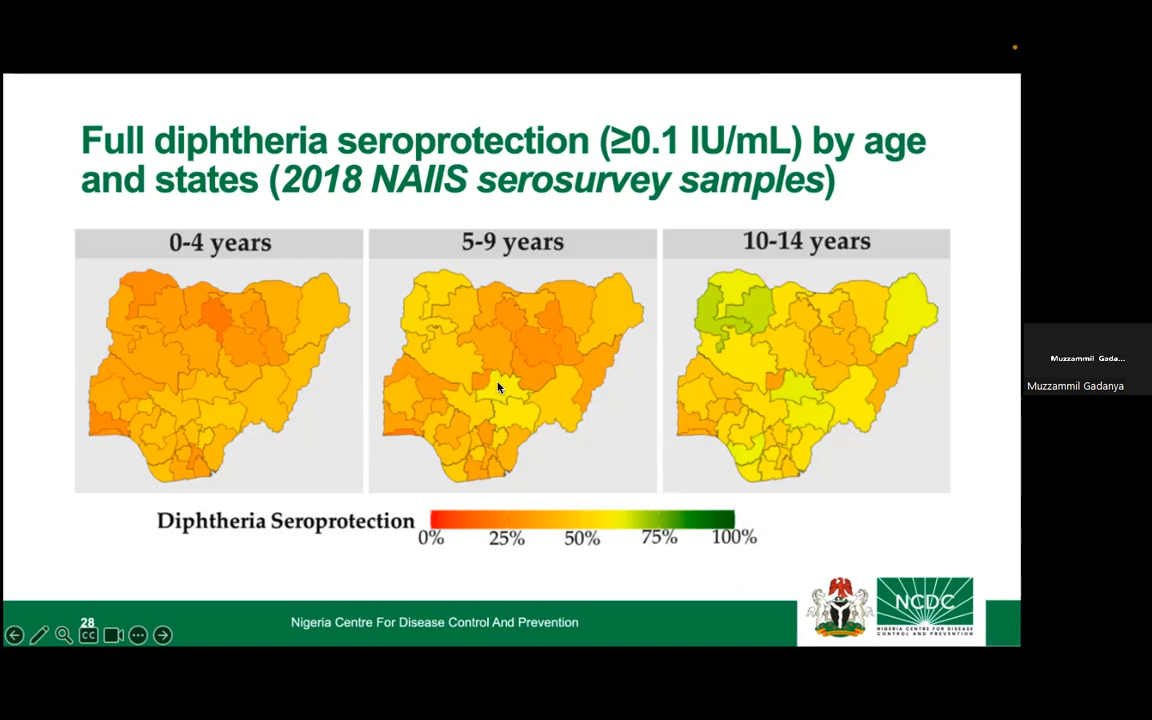 Full diphtheria seroprotection (≥0.1 IU/mL) by age
and states (2018 NAIIS serosurvey samples)
0-4 years
5-9 years
10-14 years
Diphtheria Seroprotection
0%
25%
50%
75%
100%
Muzzammil Gada...
Muzzammil Gadanya
28
CC
Nigeria Centre For Disease Control And Prevention
NCDC
NIGERIA CENTRE FOR DISEASE
CONTROL AND PREVENTION